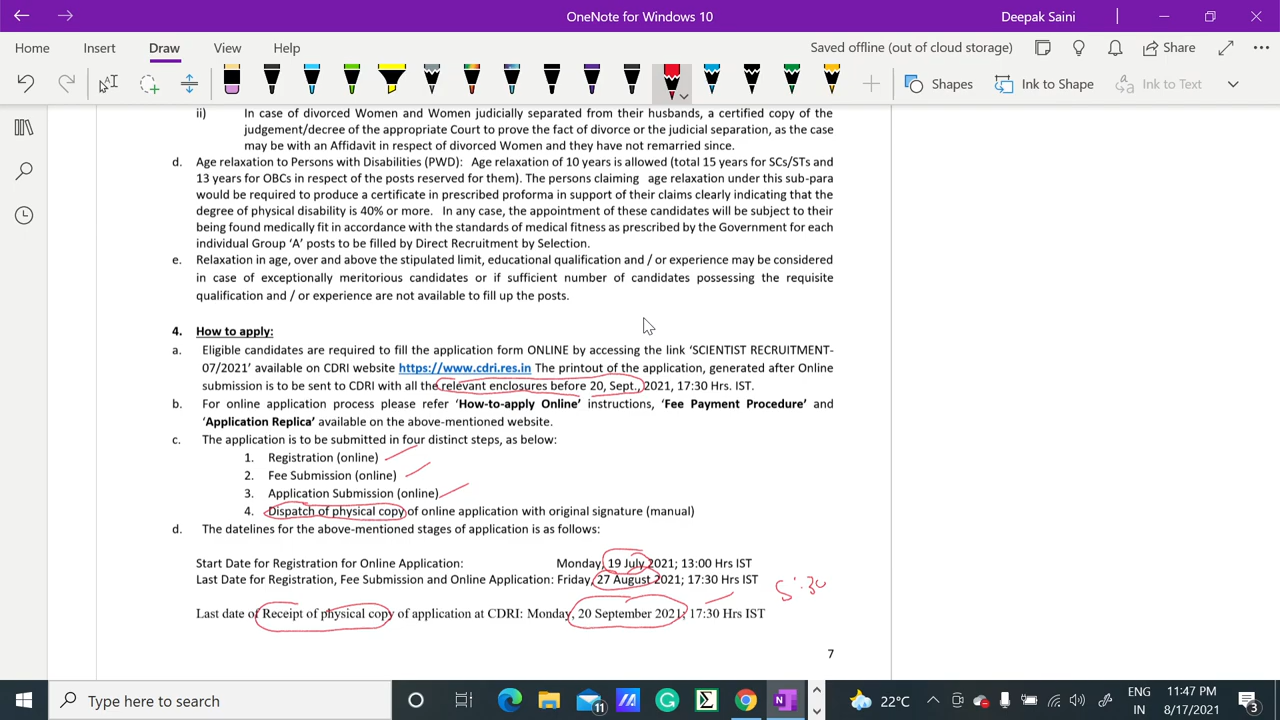 OneNote for Windows 10
Deepak Saini
Home Insert Draw View Help
Saved offline (out of cloud storage)
Share
Shapes
Ink to Shape
Ink to Text
ii) In case of divorced Women and Women judicially separated from their husbands, a certified copy of the
judgement/decree of the appropriate Court to prove the fact of divorce or the judicial separation, as the case
may be with an Affidavit in respect of divorced Women and they have not remarried since.
d. Age relaxation to Persons with Disabilities (PWD): Age relaxation of 10 years is allowed (total 15 years for SCs/STs and
13 years for OBCs in respect of the posts reserved for them). The persons claiming age relaxation under this sub-para
would be required to produce a certificate in prescribed proforma in support of their claims clearly indicating that the
degree of physical disability is 40% or more. In any case, the appointment of these candidates will be subject to their
being found medically fit in accordance with the standards of medical fitness as prescribed by the Government for each
individual Group 'A' posts to be filled by Direct Recruitment by Selection.
e. Relaxation in age, over and above the stipulated limit, educational qualification and / or experience may be considered
in case of exceptionally meritorious candidates or if sufficient number of candidates possessing the requisite
qualification and / or experience are not available to fill up the posts.
4. How to apply:
a. Eligible candidates are required to fill the application form ONLINE by accessing the link 'SCIENTIST RECRUITMENT-
07/2021' available on CDRI website https://www.cdri.res.in The printout of the application, generated after Online
submission is to be sent to CDRI with all the relevant enclosures before 20, Sept., 2021, 17:30 Hrs. IST.
b. For online application process please refer 'How-to-apply Online' instructions, 'Fee Payment Procedure' and
'Application Replica' available on the above-mentioned website.
c. The application is to be submitted in four distinct steps, as below:
1. Registration (online)
2. Fee Submission (online)
3. Application Submission (online)
4. Dispatch of physical copy of online application with original signature (manual)
d. The datelines for the above-mentioned stages of application is as follows:
Start Date for Registration for Online Application: Monday, 19 July 2021; 13:00 Hrs IST
Last Date for Registration, Fee Submission and Online Application: Friday, 27 August 2021; 17:30 Hrs IST
5:30
Last date of Receipt of physical copy of application at CDRI: Monday, 20 September 2021; 17:30 Hrs IST
7
Type here to search
11
22°C
ENG
IN
11:47 PM
8/17/2021
3